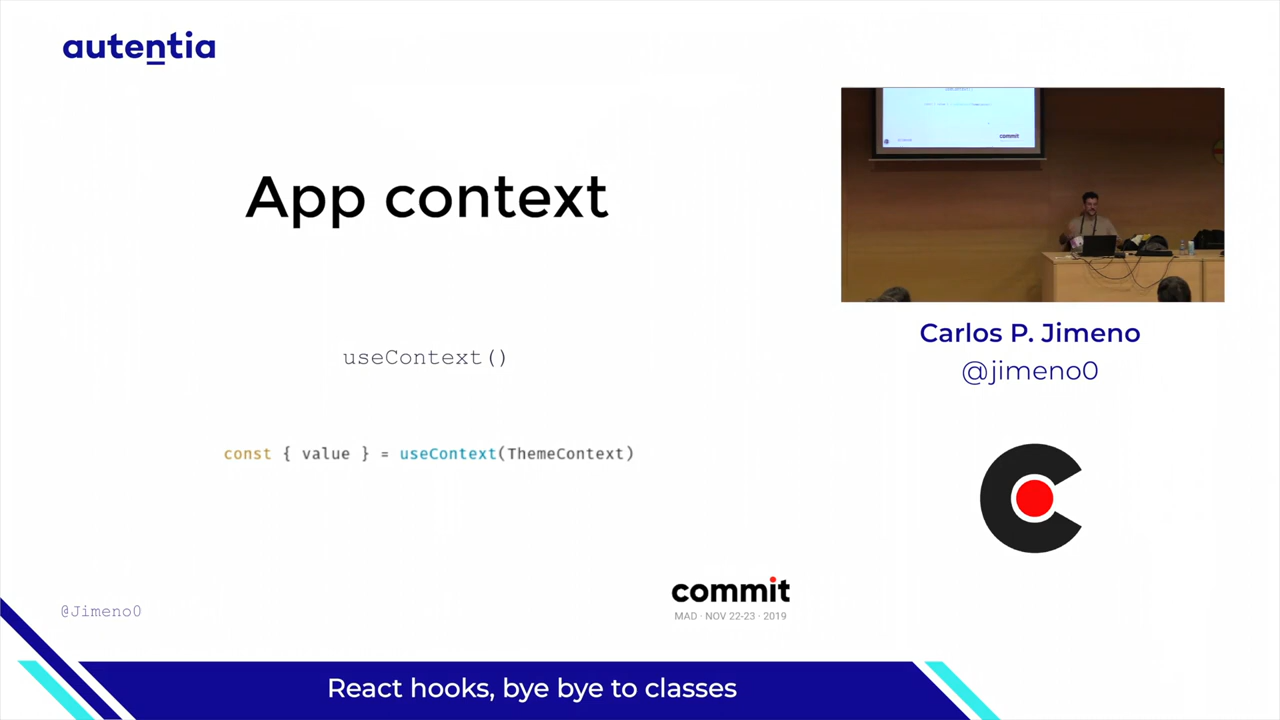 autentia
App context
useContext()
const { value } = useContext(ThemeContext)
@Jimeno0
commit
MAD · NOV 22-23 · 2019
Carlos P. Jimeno
@jimeno0
React hooks, bye bye to classes
commit